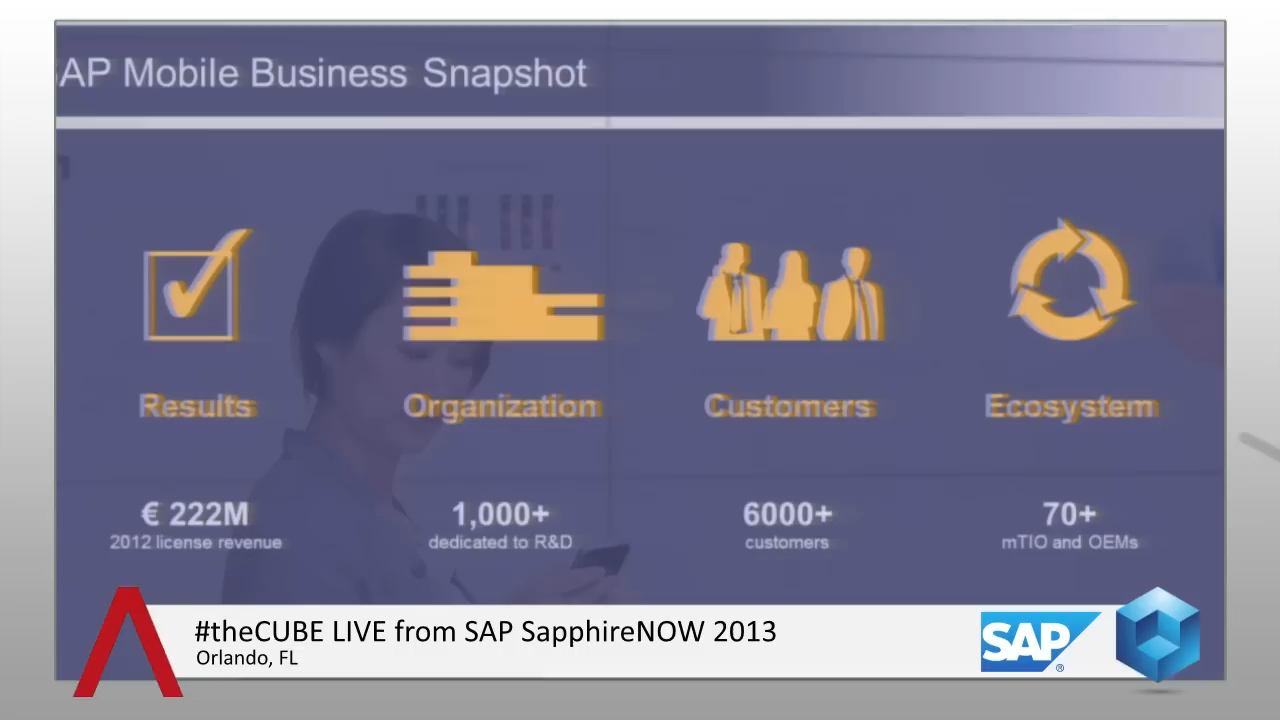 AP Mobile Business Snapshot
Results Organization Customers Ecosystem
€ 222M 1,000+ 6000+ 70+
2012 license revenue dedicated to R&D customers mTIO and OEMs
#theCUBE LIVE from SAP SapphireNOW 2013
Orlando, FL
SAP®